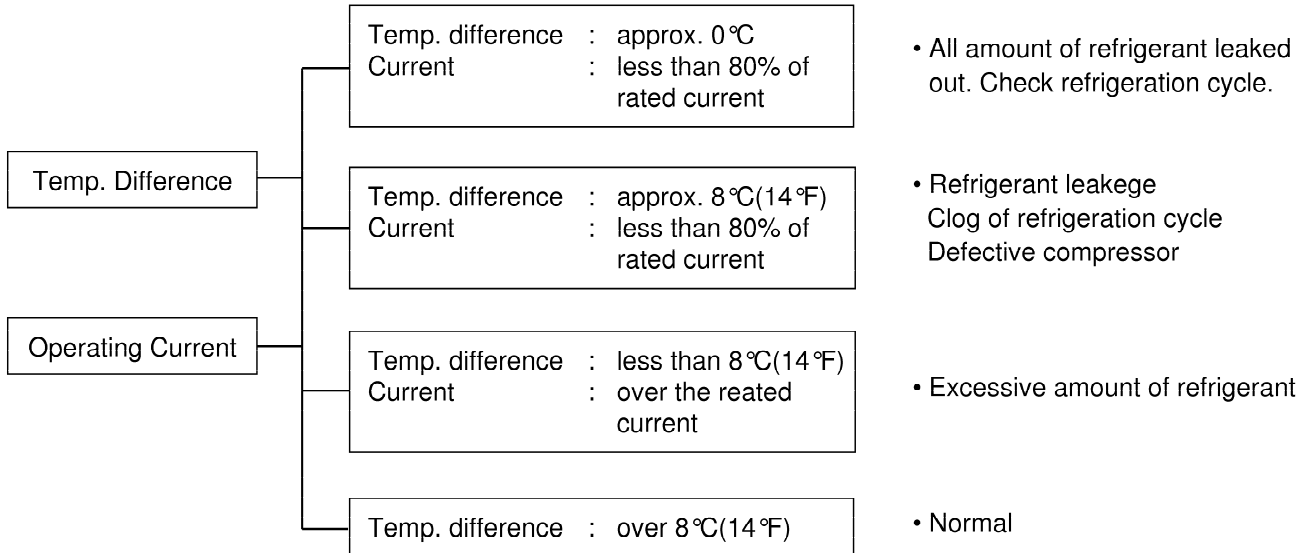 Temp. difference : approx. 0°C
Current : less than 80% of
rated current
• All amount of refrigerant leaked
out. Check refrigeration cycle.
Temp. Difference
Temp. difference : approx. 8°C(14°F)
Current : less than 80% of
rated current
• Refrigerant leakege
Clog of refrigeration cycle
Defective compressor
Operating Current
Temp. difference : less than 8°C(14°F)
Current : over the reated
current
• Excessive amount of refrigerant
Temp. difference : over 8°C(14°F)
• Normal